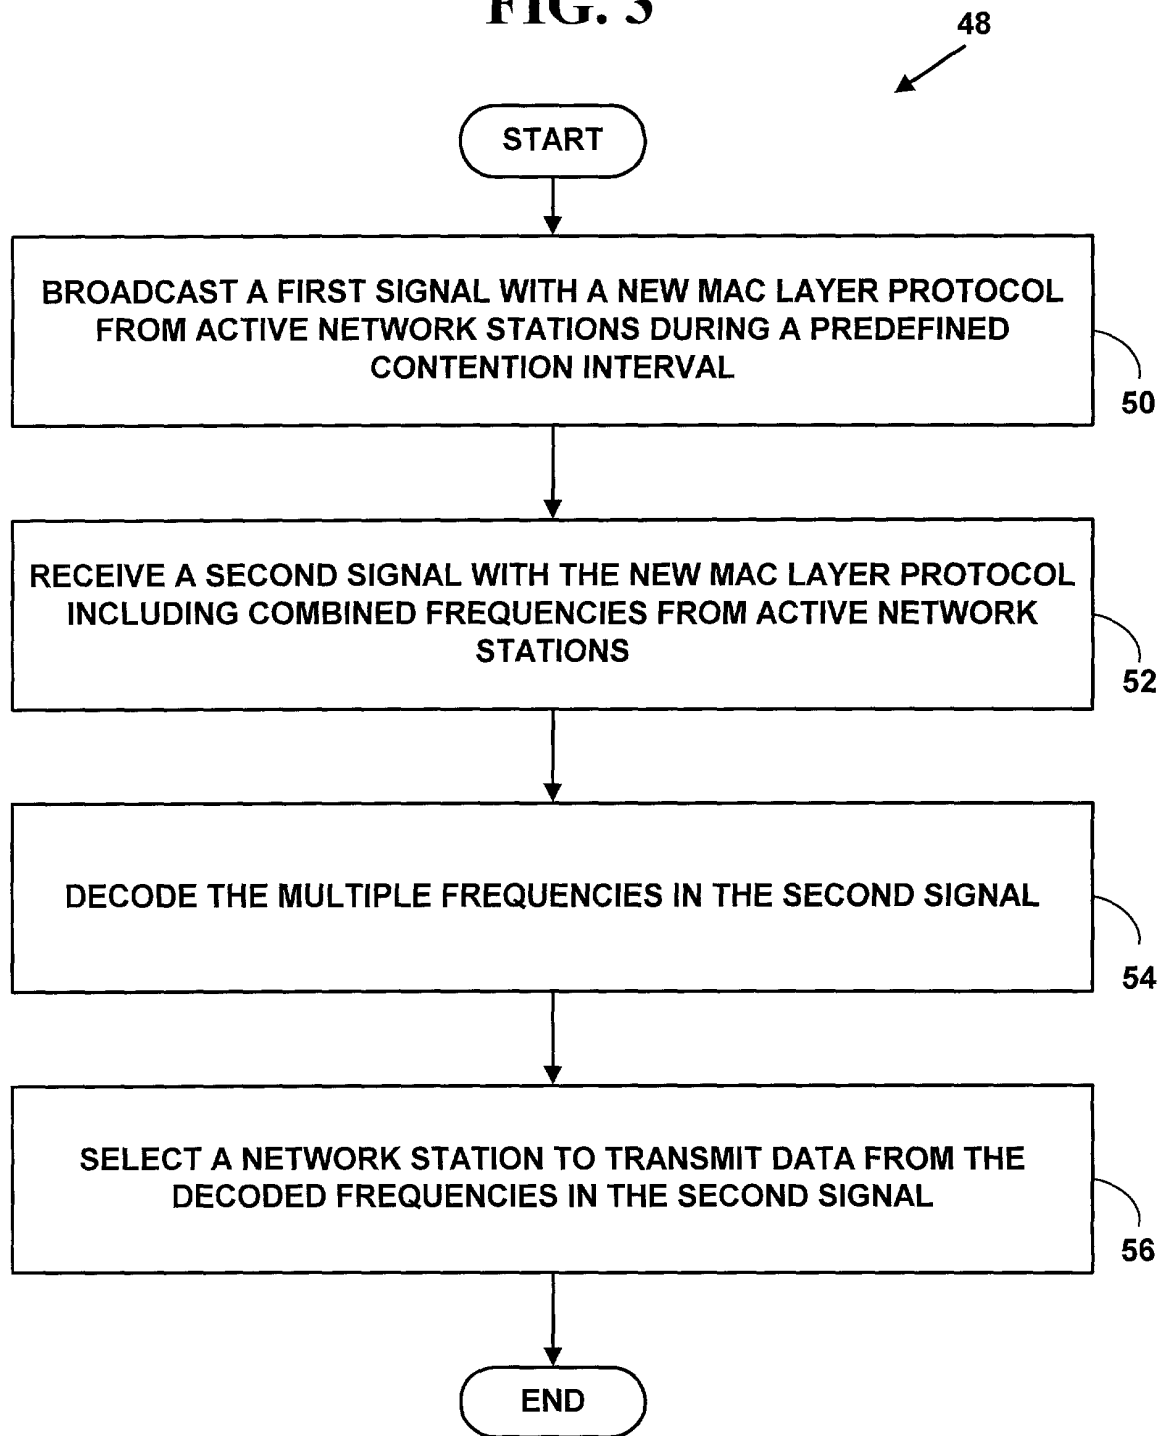 FIG. 3
48
START
BROADCAST A FIRST SIGNAL WITH A NEW MAC LAYER PROTOCOL
FROM ACTIVE NETWORK STATIONS DURING A PREDEFINED
CONTENTION INTERVAL
50
RECEIVE A SECOND SIGNAL WITH THE NEW MAC LAYER PROTOCOL
INCLUDING COMBINED FREQUENCIES FROM ACTIVE NETWORK
STATIONS
52
DECODE THE MULTIPLE FREQUENCIES IN THE SECOND SIGNAL
54
SELECT A NETWORK STATION TO TRANSMIT DATA FROM THE
DECODED FREQUENCIES IN THE SECOND SIGNAL
56
END